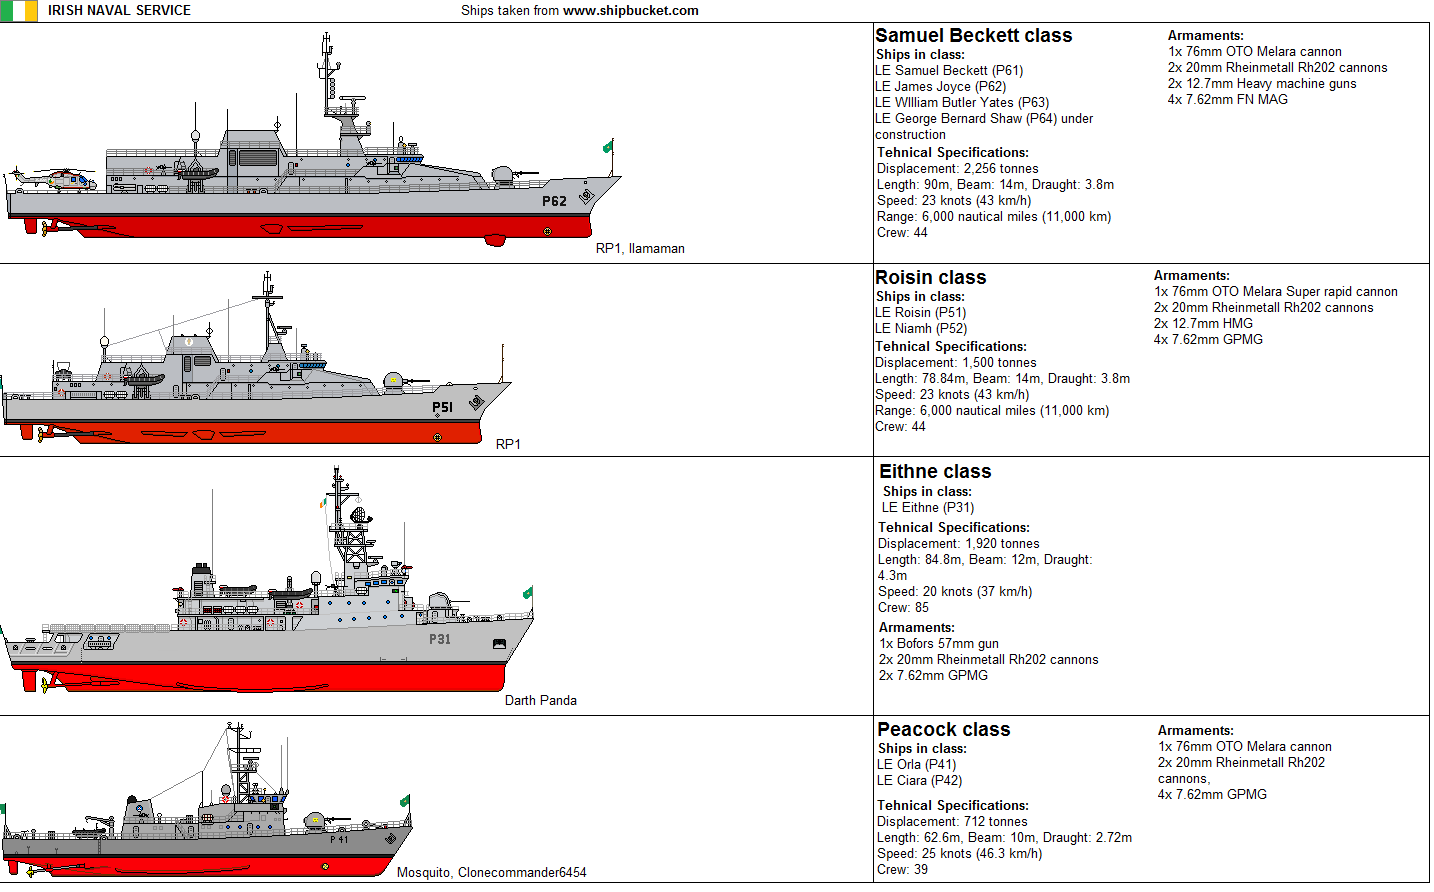 IRISH NAVAL SERVICE
Ships taken from www.shipbucket.com
Samuel Beckett class
Ships in class:
LE Samuel Beckett (P61)
LE James Joyce (P62)
LE WIlliam Butler Yates (P63)
LE George Bernard Shaw (P64) under
construction
Tehnical Specifications:
Displacement: 2,256 tonnes
Length: 90m, Beam: 14m, Draught: 3.8m
Speed: 23 knots (43 km/h)
Range: 6,000 nautical miles (11,000 km)
Crew: 44
Armaments:
1x 76mm OTO Melara cannon
2x 20mm Rheinmetall Rh202 cannons
2x 12.7mm Heavy machine guns
4x 7.62mm FN MAG
P62
RP1, llamaman
Roisin class
Ships in class:
LE Roisin (P51)
LE Niamh (P52)
Tehnical Specifications:
Displacement: 1,500 tonnes
Length: 78.84m, Beam: 14m, Draught: 3.8m
Speed: 23 knots (43 km/h)
Range: 6,000 nautical miles (11,000 km)
Crew: 44
Armaments:
1x 76mm OTO Melara Super rapid cannon
2x 20mm Rheinmetall Rh202 cannons
2x 12.7mm HMG
4x 7.62mm GPMG
P51
RP1
Eithne class
Ships in class:
LE Eithne (P31)
Tehnical Specifications:
Displacement: 1,920 tonnes
Length: 84.8m, Beam: 12m, Draught:
4.3m
Speed: 20 knots (37 km/h)
Crew: 85
Armaments:
1x Bofors 57mm gun
2x 20mm Rheinmetall Rh202 cannons
2x 7.62mm GPMG
P31
Darth Panda
Peacock class
Ships in class:
LE Orla (P41)
LE Ciara (P42)
Tehnical Specifications:
Displacement: 712 tonnes
Length: 62.6m, Beam: 10m, Draught: 2.72m
Speed: 25 knots (46.3 km/h)
Crew: 39
Armaments:
1x 76mm OTO Melara cannon
2x 20mm Rheinmetall Rh202
cannons,
4x 7.62mm GPMG
P 41
Mosquito, Clonecommander6454